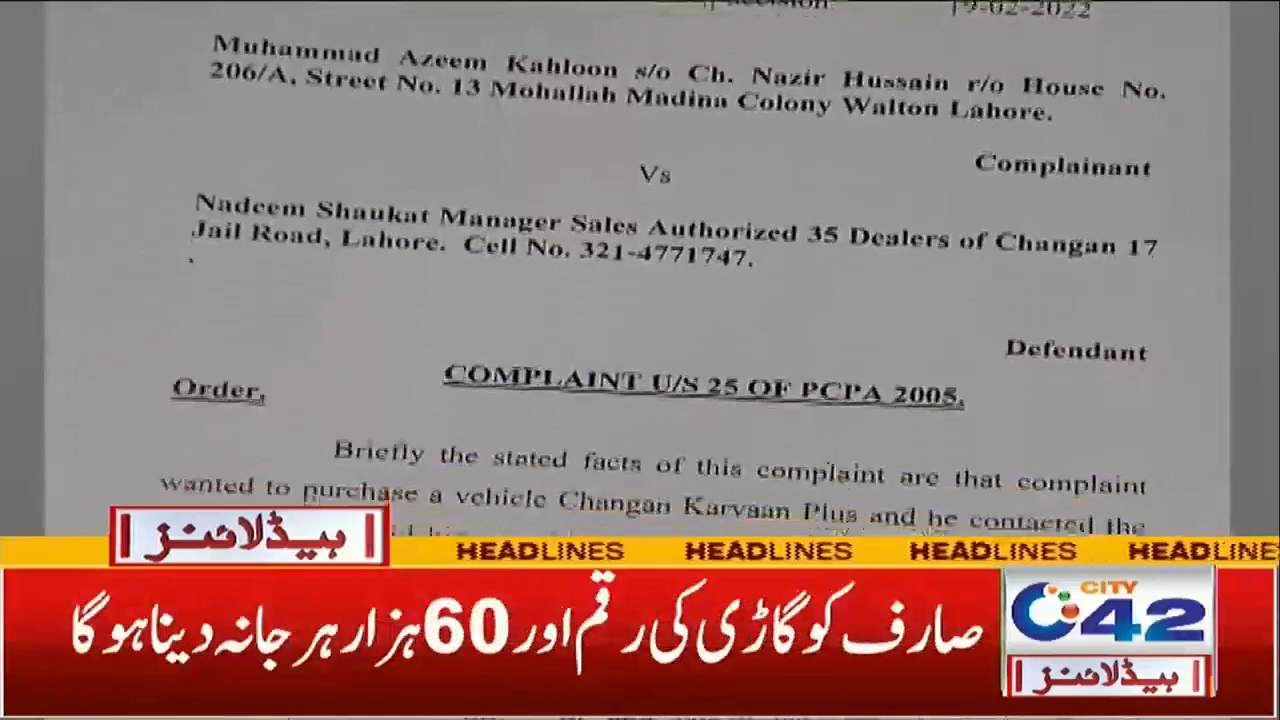 19-02-2022
Muhammad Azeem Kahloon s/o Ch. Nazir Hussain r/o House No.
206/A, Street No. 13 Mohallah Madina Colony Walton Lahore.
Complainant
Vs
Nadeem Shaukat Manager Sales Authorized 35 Dealers of Changan 17
Jail Road, Lahore. Cell No. 321-4771747.
Defendant
COMPLAINT U/S 25 OF PCPA 2005.
Order,
Briefly the stated facts of this complaint are that complaint
wanted to purchase a vehicle Changan Karvaan Plus and he contacted the
ہیڈلائنز
HEADLINES HEADLINES HEADLINES HEADLINES
صارف کو گاڑی کی رقم اور 60 ہزار ہرجانہ دینا ہوگا
CITY
42
ہیڈلائنز